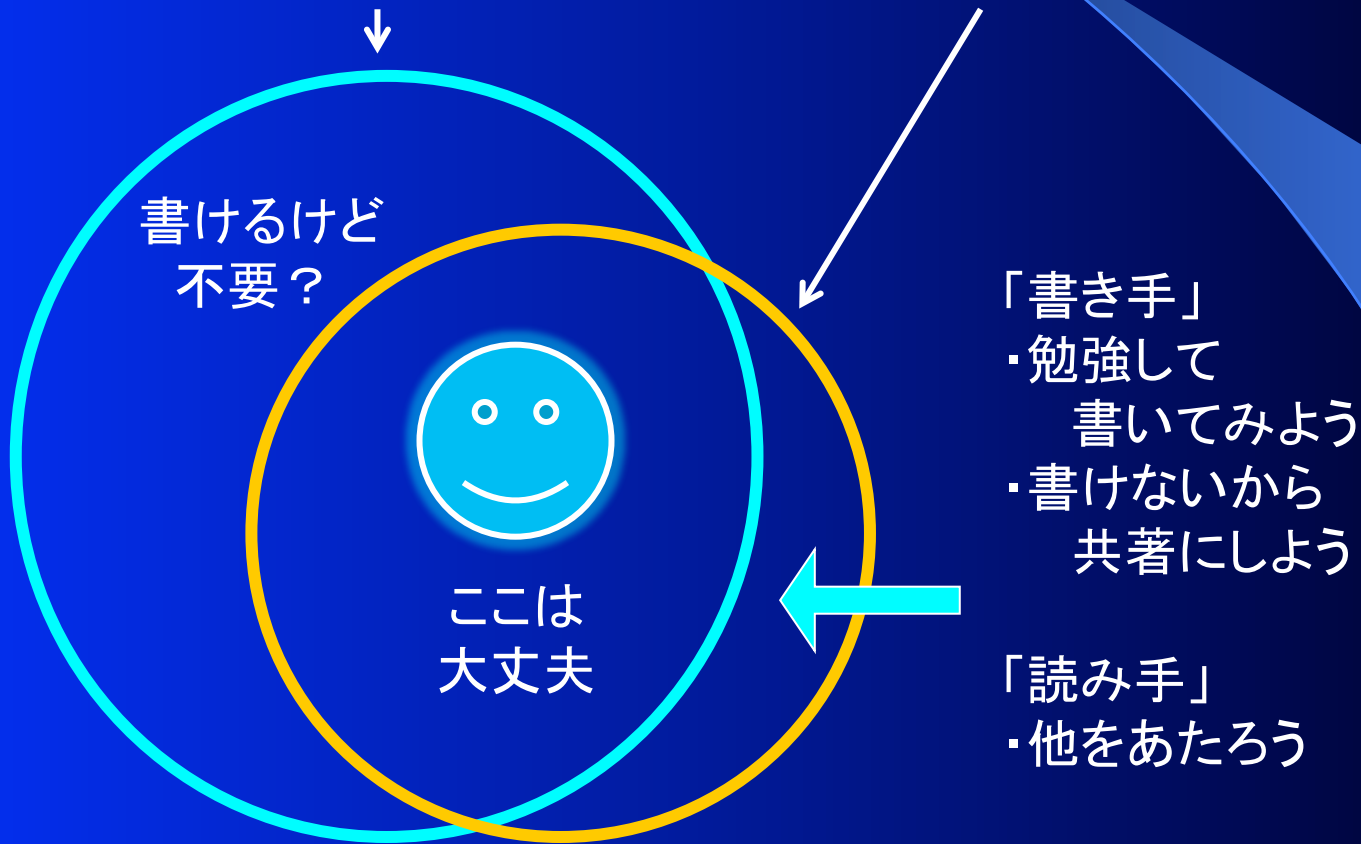 書けるけど
不要？
ここは
大丈夫
「書き手」
・勉強して
書いてみよう
・書けないから
共著にしよう
「読み手」
・他をあたろう